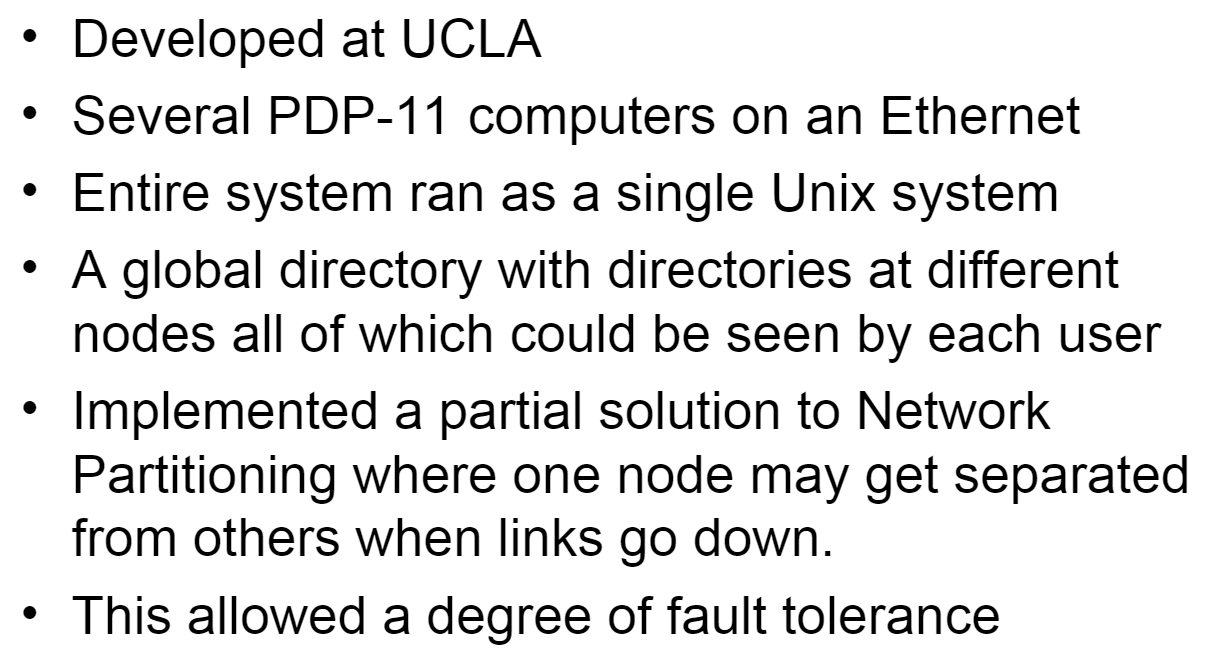 • Developed at UCLA
• Several PDP-11 computers on an Ethernet
• Entire system ran as a single Unix system
• A global directory with directories at different
nodes all of which could be seen by each user
• Implemented a partial solution to Network
Partitioning where one node may get separated
from others when links go down.
• This allowed a degree of fault tolerance